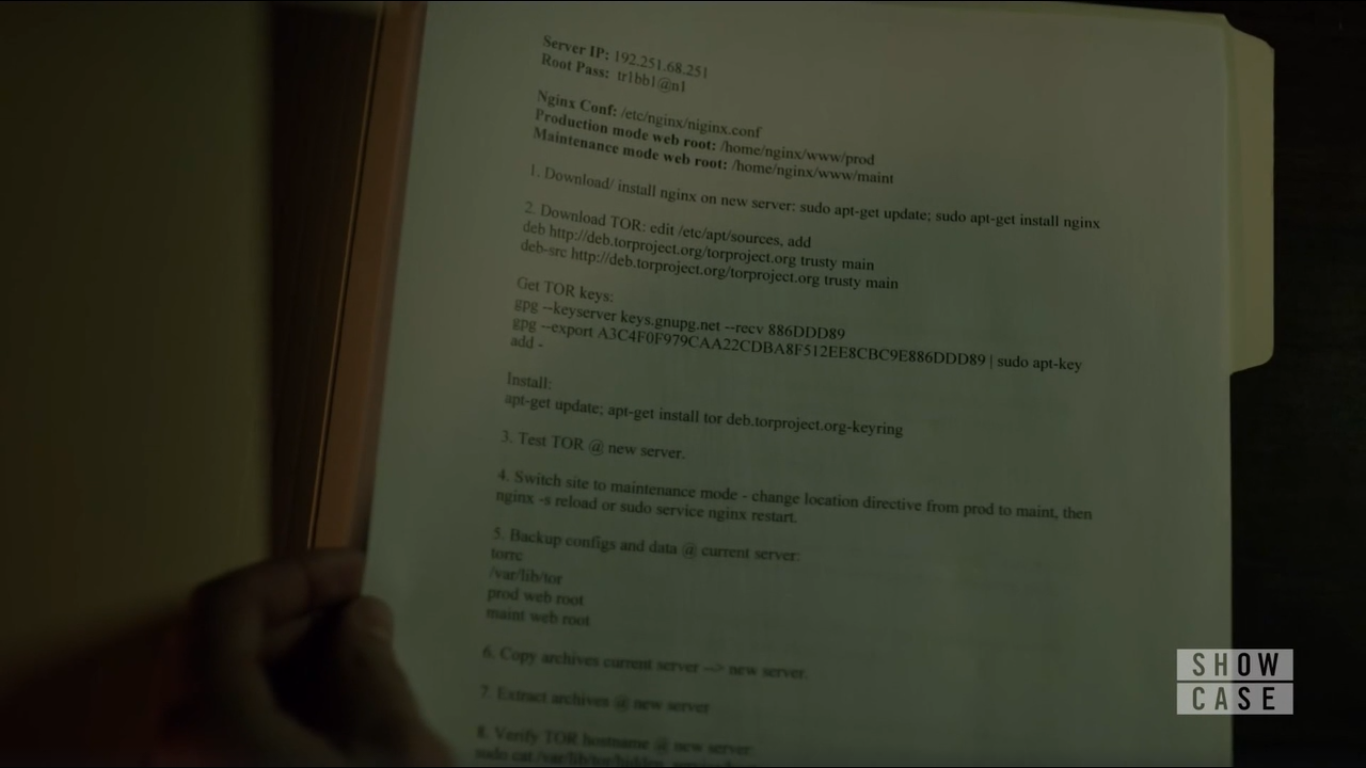 Server IP: 192.251.68.251
Root Pass: tr1bb1@n1
Nginx Conf: /etc/nginx/niginx.conf
Production mode web root: /home/nginx/www/prod
Maintenance mode web root: /home/nginx/www/maint
1. Download/ install nginx on new server: sudo apt-get update; sudo apt-get install nginx
2. Download TOR: edit /etc/apt/sources, add
deb http://deb.torproject.org/torproject.org trusty main
deb-src http://deb.torproject.org/torproject.org trusty main
Get TOR keys:
gpg --keyserver keys.gnupg.net --recv 886DDD89
gpg --export A3C4F0F979CAA22CDBA8F512EE8CBC9E886DDD89 | sudo apt-key
add -
Install:
apt-get update; apt-get install tor deb.torproject.org-keyring
3. Test TOR @ new server.
4. Switch site to maintenance mode - change location directive from prod to maint, then
nginx -s reload or sudo service nginx restart.
5. Backup configs and data @ current server:
torrc
/var/lib/tor
prod web root
maint web root
6. Copy archives current server --> new server.
7. Extract archives @ new server
8. Verify TOR hostname @ new server:
sudo cat /var/lib/tor/hidden
SHOW
CASE